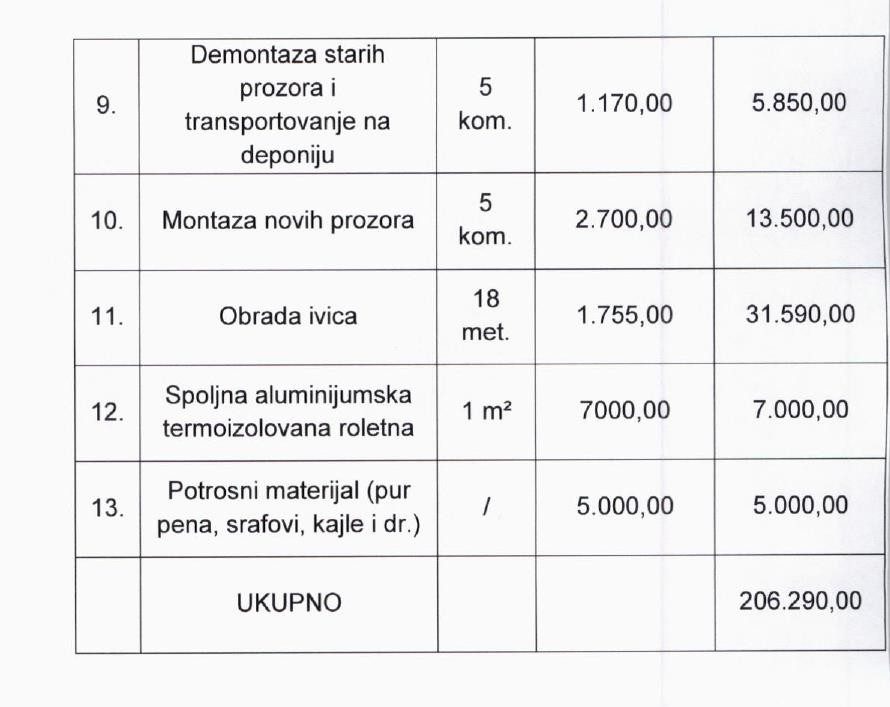 9.
Demontaza starih
prozora i
transportovanje na
deponiju
5
kom.
1.170,00
5.850,00
10.
Montaza novih prozora
5
kom.
2.700,00
13.500,00
11.
Obrada ivica
18
met.
1.755,00
31.590,00
12.
Spoljna aluminijumska
termoizolovana roletna
1 m²
7000,00
7.000,00
13.
Potrosni materijal (pur
pena, srafovi, kajle i dr.)
/
5.000,00
5.000,00
UKUPNO
206.290,00